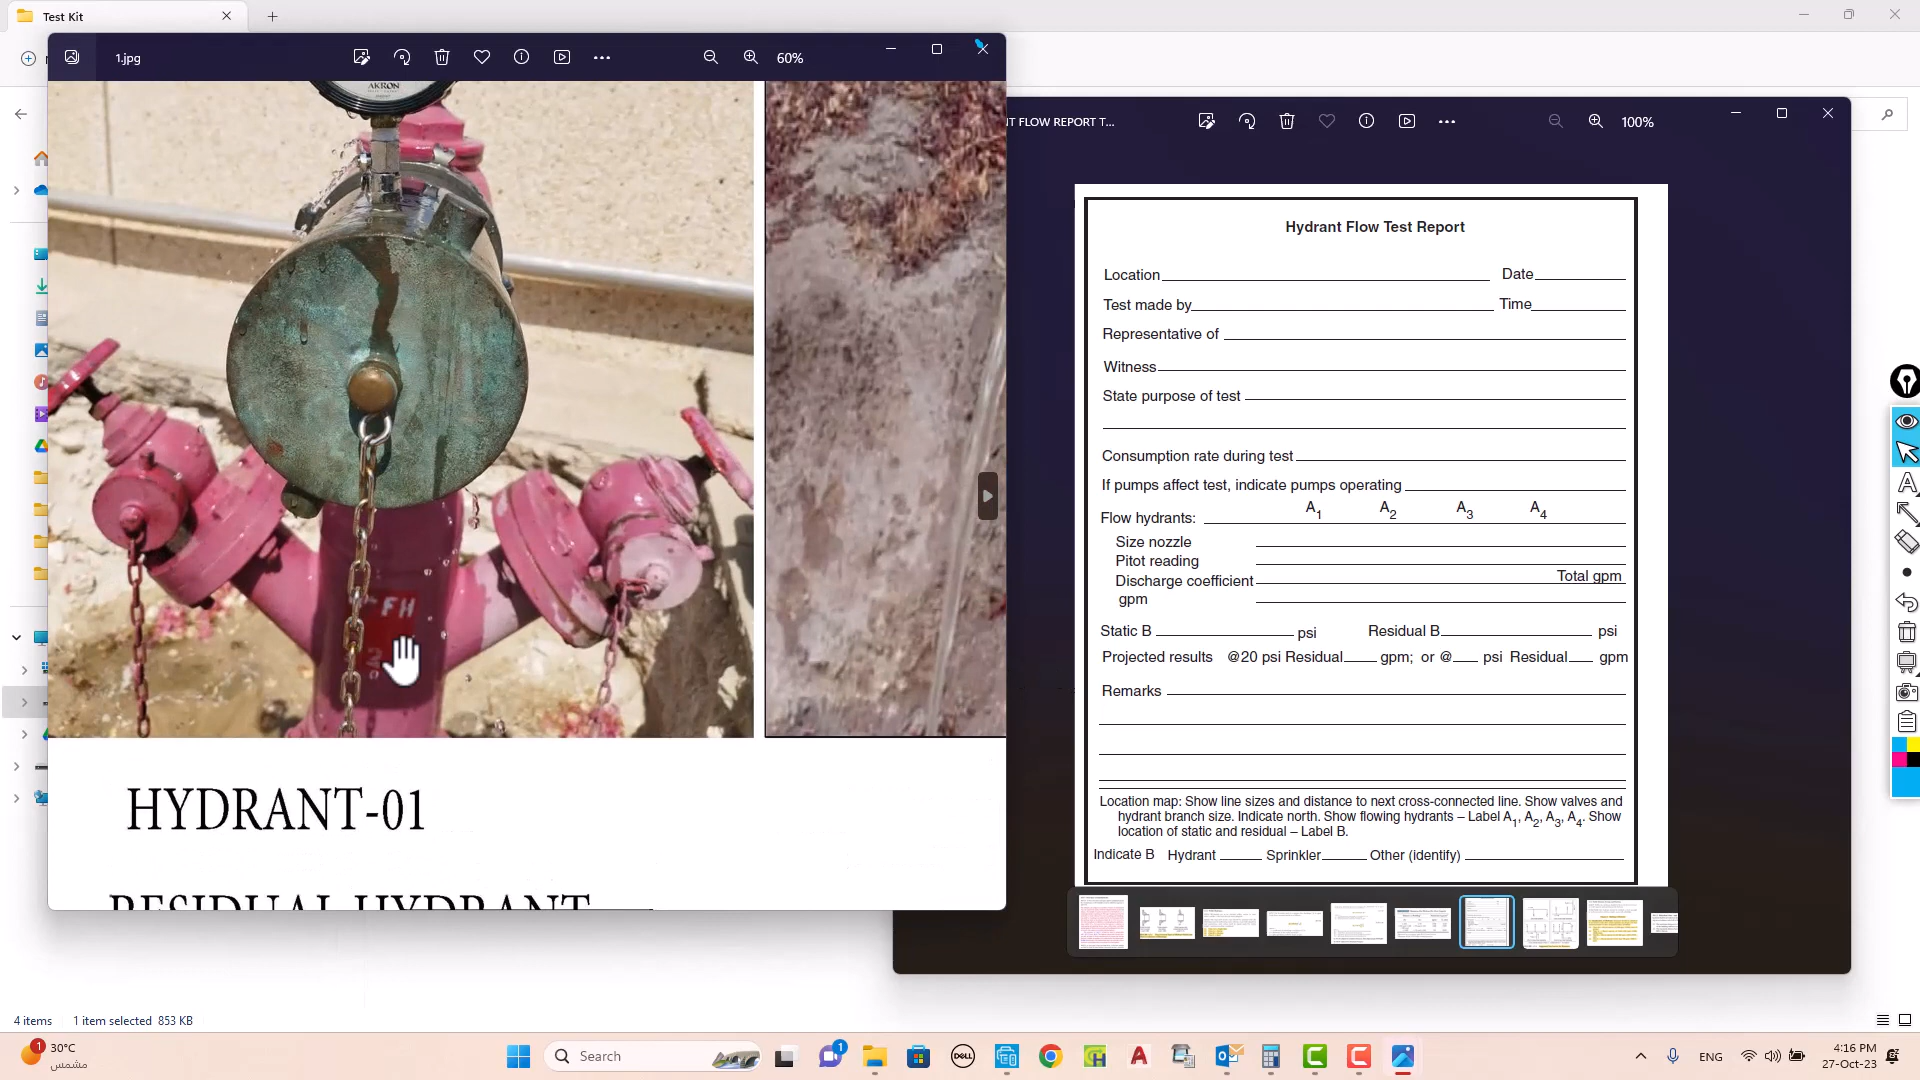 Test Kit
1.jpg
60%
AKRON
FH
HYDRANT-01
RESIDUAL HYDRANT
NT FLOW REPORT T...
100%
Hydrant Flow Test Report
Location Date
Test made by Time
Representative of
Witness
State purpose of test
Consumption rate during test
If pumps affect test, indicate pumps operating
Flow hydrants: A1 A2 A3 A4
Size nozzle
Pitot reading
Discharge coefficient Total gpm
gpm
Static B psi Residual B psi
Projected results @20 psi Residual gpm; or @ psi Residual gpm
Remarks
Location map: Show line sizes and distance to next cross-connected line. Show valves and
hydrant branch size. Indicate north. Show flowing hydrants – Label A1, A2, A3, A4. Show
location of static and residual – Label B.
Indicate B Hydrant Sprinkler Other (identify)
4 items 1 item selected 853 KB
1
30°C
مشمس
Search
1
DELL
ENG
4:16 PM
27-Oct-23